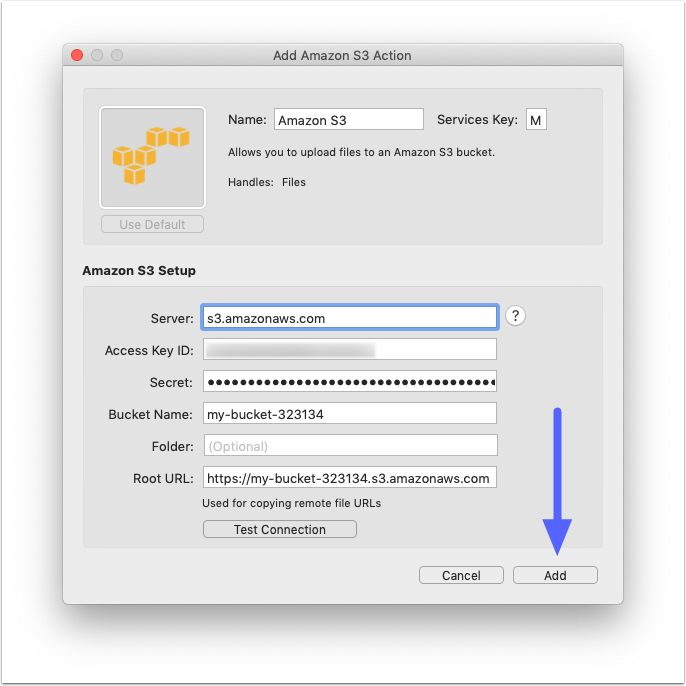 Add Amazon S3 Action
Name: Amazon S3 Services Key: M
Allows you to upload files to an Amazon S3 bucket.
Handles: Files
Use Default
Amazon S3 Setup
Server: s3.amazonaws.com ?
Access Key ID:
Secret: ●●●●●●●●●●●●●●●●●●●●●●●●●●●●●●●●●●●●
Bucket Name: my-bucket-323134
Folder: (Optional)
Root URL: https://my-bucket-323134.s3.amazonaws.com
Used for copying remote file URLs
Test Connection
Cancel Add